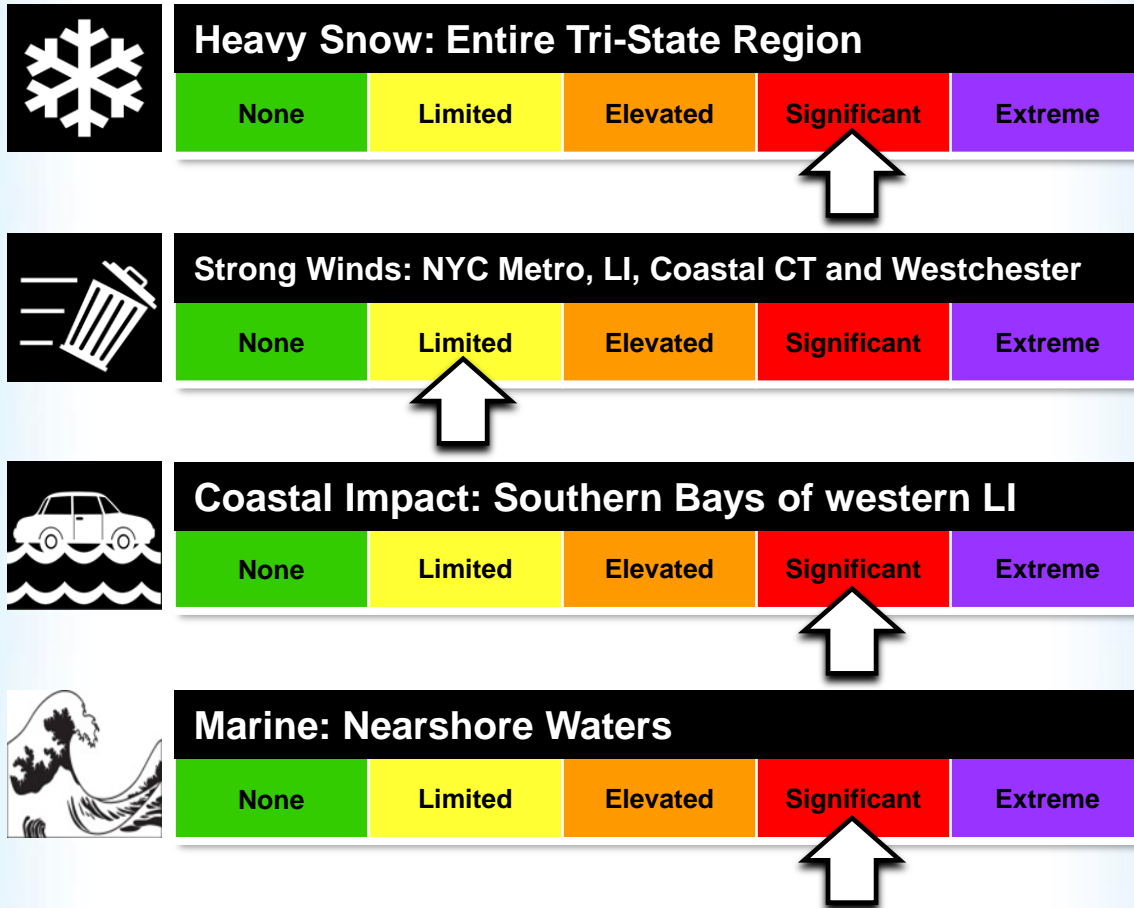 Heavy Snow: Entire Tri-State Region
None Limited Elevated Significant Extreme
Strong Winds: NYC Metro, LI, Coastal CT and Westchester
None Limited Elevated Significant Extreme
Coastal Impact: Southern Bays of western LI
None Limited Elevated Significant Extreme
Marine: Nearshore Waters
None Limited Elevated Significant Extreme